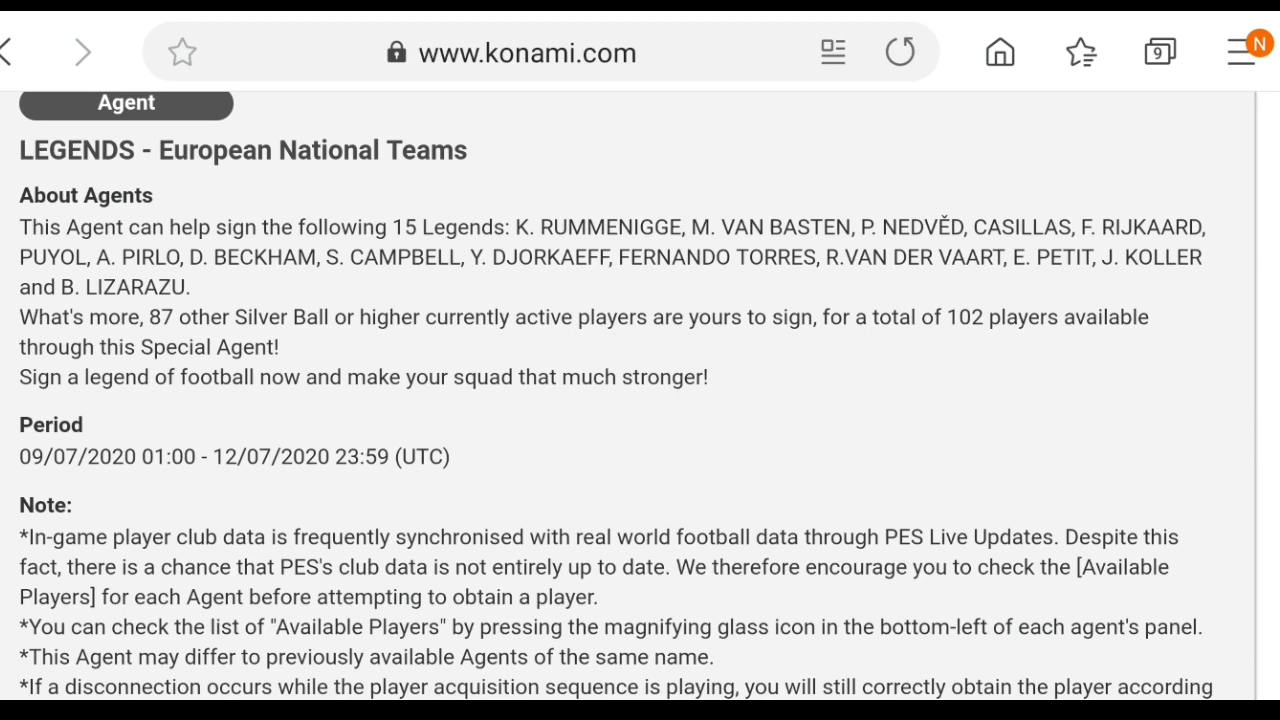 www.konami.com
9
N
Agent
LEGENDS - European National Teams
About Agents
This Agent can help sign the following 15 Legends: K. RUMMENIGGE, M. VAN BASTEN, P. NEDVĚD, CASILLAS, F. RIJKAARD,
PUYOL, A. PIRLO, D. BECKHAM, S. CAMPBELL, Y. DJORKAEFF, FERNANDO TORRES, R.VAN DER VAART, E. PETIT, J. KOLLER
and B. LIZARAZU.
What's more, 87 other Silver Ball or higher currently active players are yours to sign, for a total of 102 players available
through this Special Agent!
Sign a legend of football now and make your squad that much stronger!
Period
09/07/2020 01:00 - 12/07/2020 23:59 (UTC)
Note:
*In-game player club data is frequently synchronised with real world football data through PES Live Updates. Despite this
fact, there is a chance that PES's club data is not entirely up to date. We therefore encourage you to check the [Available
Players] for each Agent before attempting to obtain a player.
*You can check the list of "Available Players" by pressing the magnifying glass icon in the bottom-left of each agent's panel.
*This Agent may differ to previously available Agents of the same name.
*If a disconnection occurs while the player acquisition sequence is playing, you will still correctly obtain the player according